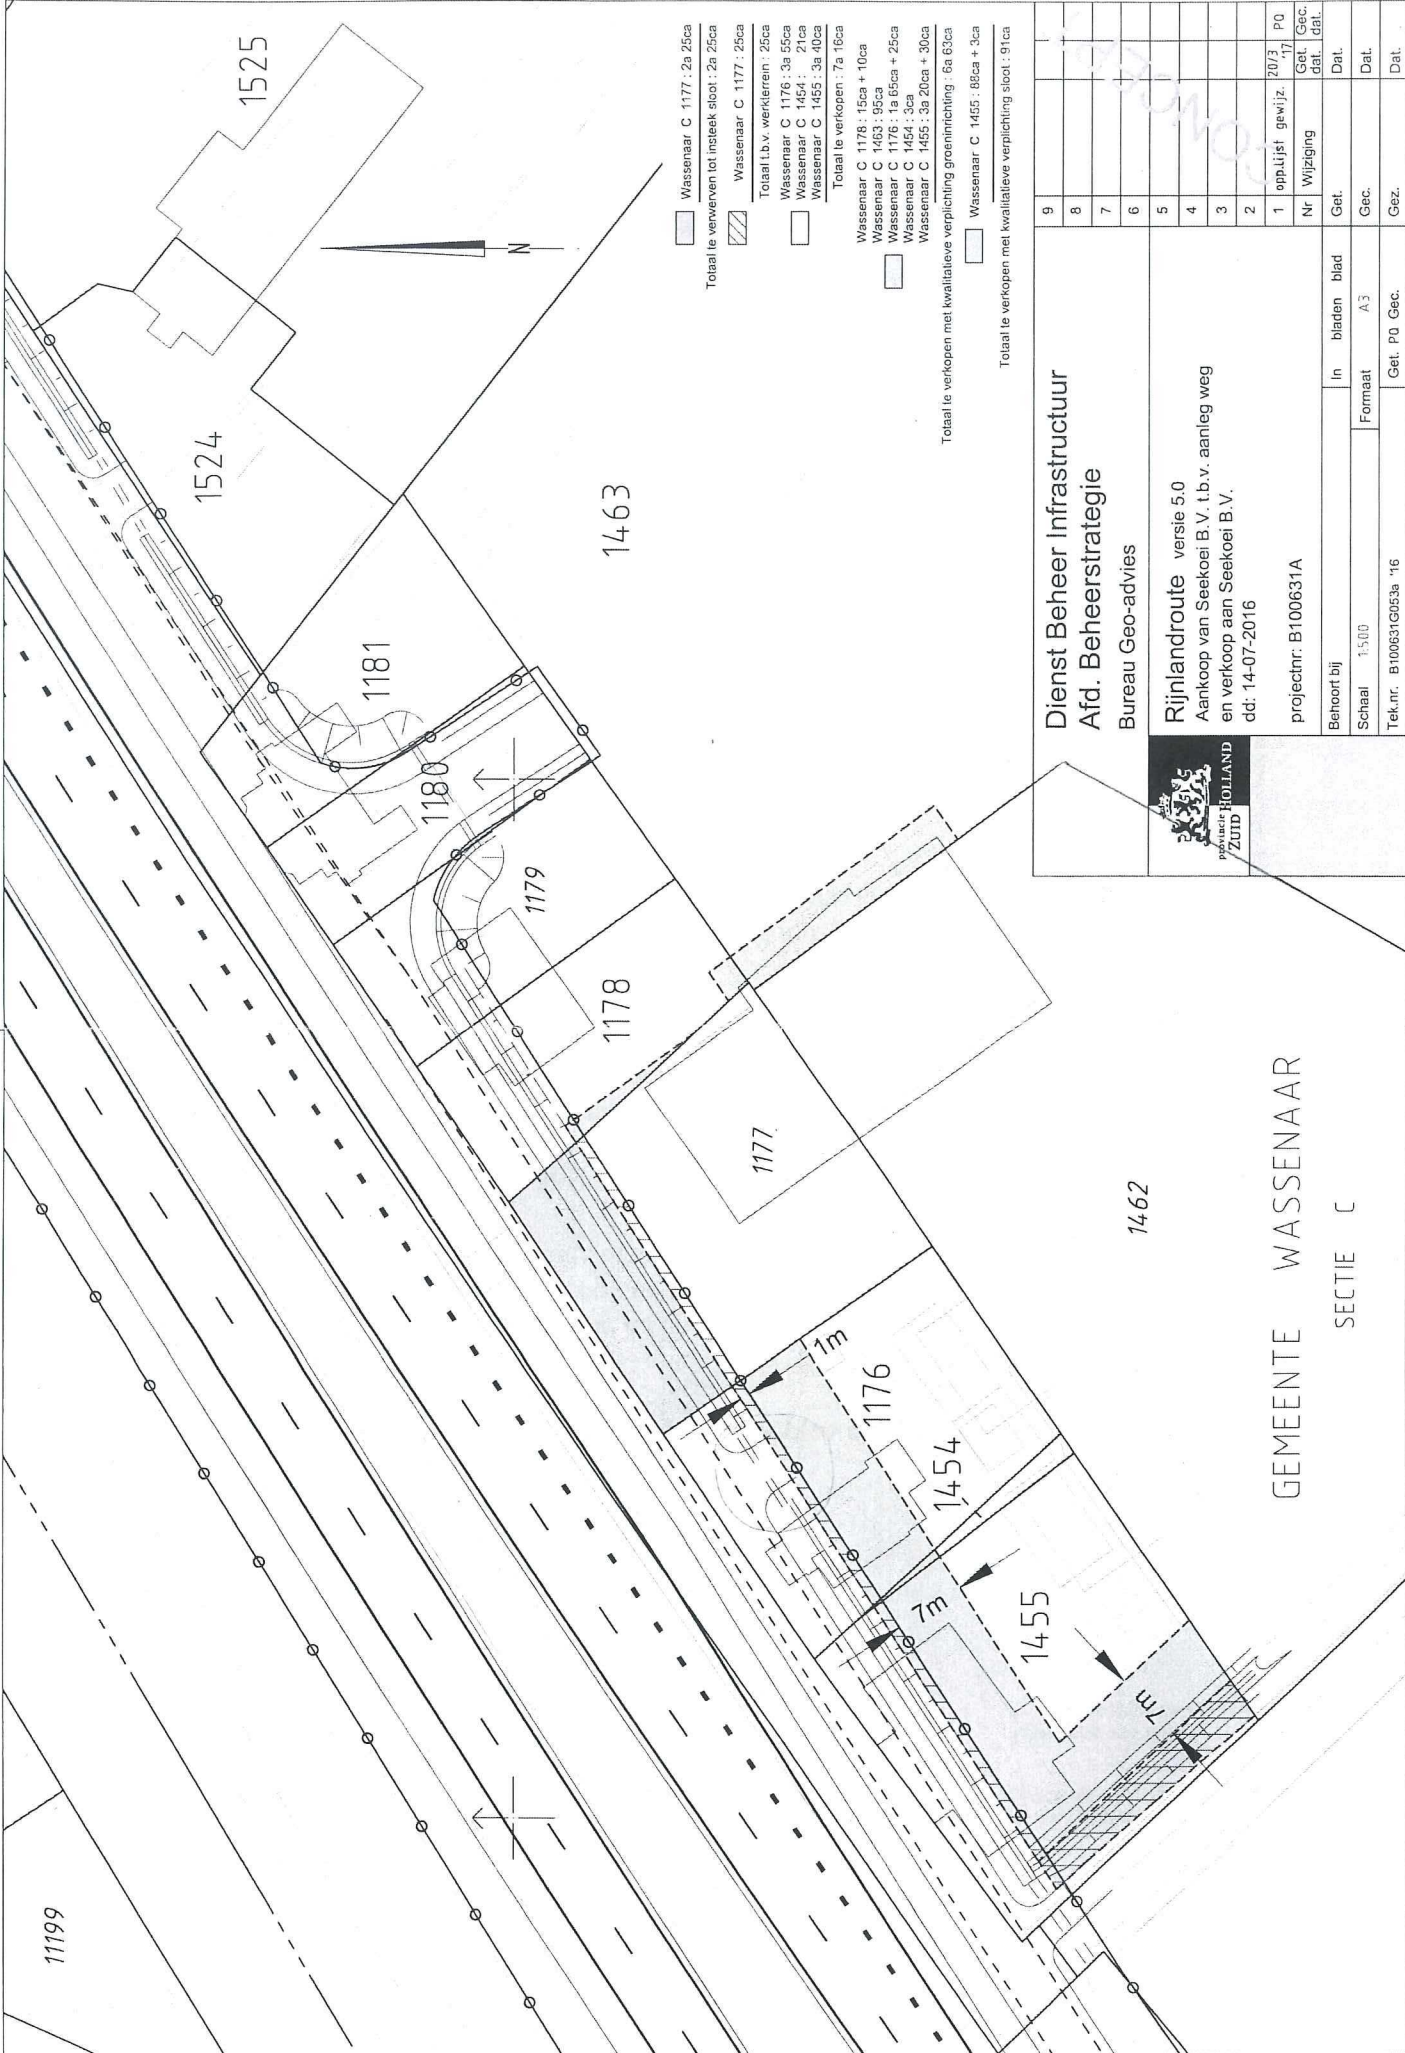 11199
1525
1524
1463
1181
1180
1179
1178
1177
1462
1m
1176
1454
7m
1455
7m
GEMEENTE WASSENAAR
SECTIE C
N
Wassenaar C 1177 : 2a 25ca
Totaal te verwerven tot insteek sloot : 2a 25ca
Wassenaar C 1177 : 25ca
Totaal t.b.v. werkterrein : 25ca
Wassenaar C 1176 : 3a 55ca
Wassenaar C 1454 : 21ca
Wassenaar C 1455 : 3a 40ca
Totaal te verkopen : 7a 16ca
Wassenaar C 1178 : 15ca + 10ca
Wassenaar C 1463 : 95ca
Wassenaar C 1176 : 1a 65ca + 25ca
Wassenaar C 1454 : 3ca
Wassenaar C 1455 : 3a 20ca + 30ca
Totaal te verkopen met kwalitatieve verplichting groeninrichting : 6a 63ca
Wassenaar C 1455 : 88ca + 3ca
Totaal te verkopen met kwalitatieve verplichting sloot : 91ca
Dienst Beheer Infrastructuur
Afd. Beheerstrategie
Bureau Geo-advies
provincie HOLLAND
ZUID
Rijnlandroute versie 5.0
Aankoop van Seekoei B.V. t.b.v. aanleg weg
en verkoop aan Seekoei B.V.
dd: 14-07-2016
projectnr: B100631A
Behoort bij In bladen blad
Schaal 1:500 Formaat A3
Tek.nr. B100631G053a '16 Get. PQ Gec.
9
8
7
6
5
4
3
2
1 opp.lijst gewijz. 20/3 '17 PQ
Nr Wijziging Get. dat. Gec. dat.
Get. Dat.
Gec. Dat.
Gez. Dat.
CONCEPT